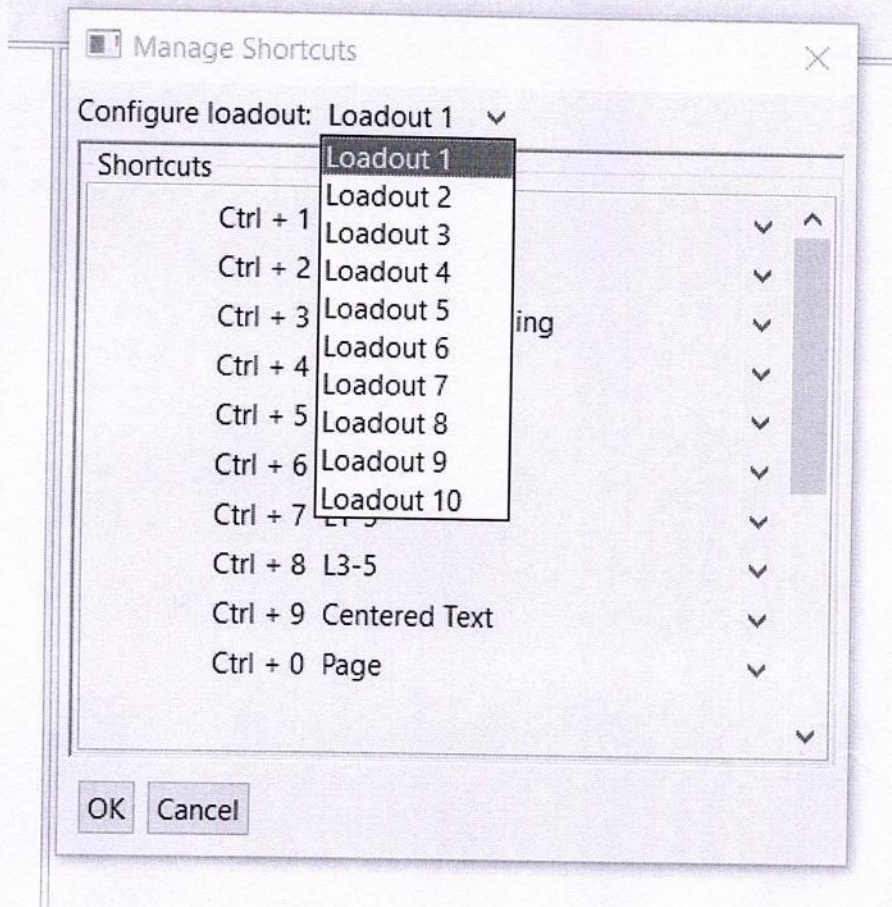 Manage Shortcuts
Configure loadout: Loadout 1
Loadout 1
Shortcuts
Loadout 2
Ctrl + 1
Loadout 3
Ctrl + 2
Loadout 4
Ctrl + 3
Loadout 5
ing
Loadout 6
Ctrl + 4
Loadout 7
Ctrl + 5
Loadout 8
Ctrl + 6
Loadout 9
Ctrl + 7
Loadout 10
Ctrl + 8 L3-5
Ctrl + 9 Centered Text
Ctrl + 0 Page
OK Cancel